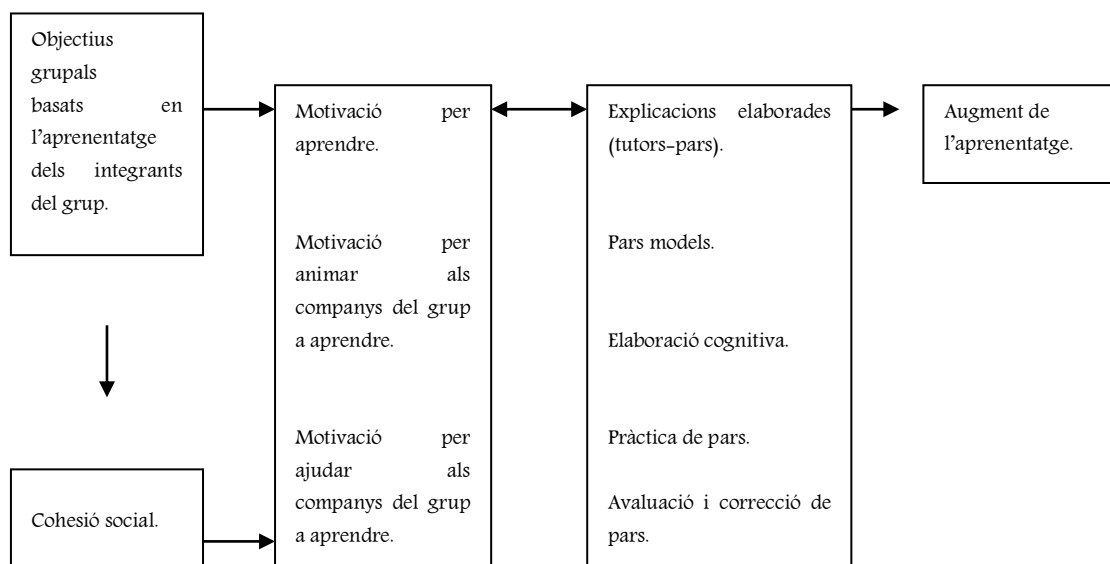 Objectius
grupals
basats en
l'aprenentatge
dels integrants
del grup.
Cohesió social.
Motivació per
aprendre.
Motivació per
animar als
companys del grup
a aprendre.
Motivació per
ajudar als
companys del grup
a aprendre.
Explicacions elaborades
(tutors-pars).
Pars models.
Elaboració cognitiva.
Pràctica de pars.
Avaluació i correcció de
pars.
Augment de
l'aprenentatge.